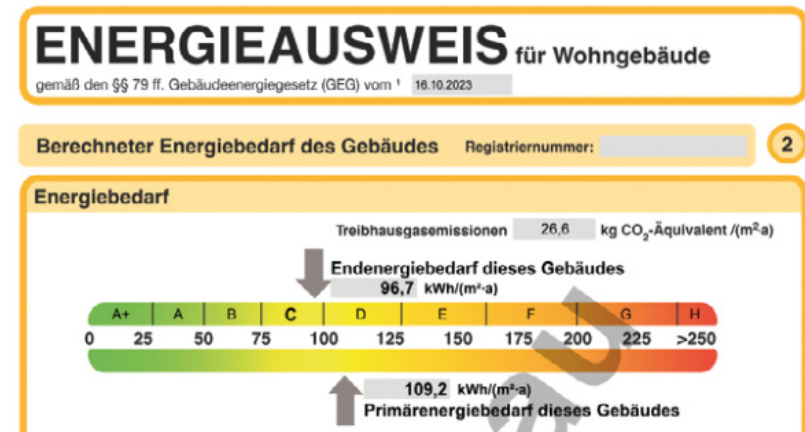 ENERGIEAUSWEIS für Wohngebäude
gemäß den §§ 79 ff. Gebäudeenergiegesetz (GEG) vom ¹ 16.10.2023
Berechneter Energiebedarf des Gebäudes Registriernummer: 2
Energiebedarf
Treibhausgasemissionen 26,6 kg CO₂-Äquivalent /(m²·a)
Endenergiebedarf dieses Gebäudes
96,7 kWh/(m²·a)
A+ A B C D E F G H
0 25 50 75 100 125 150 175 200 225 >250
109,2 kWh/(m²·a)
Primärenergiebedarf dieses Gebäudes